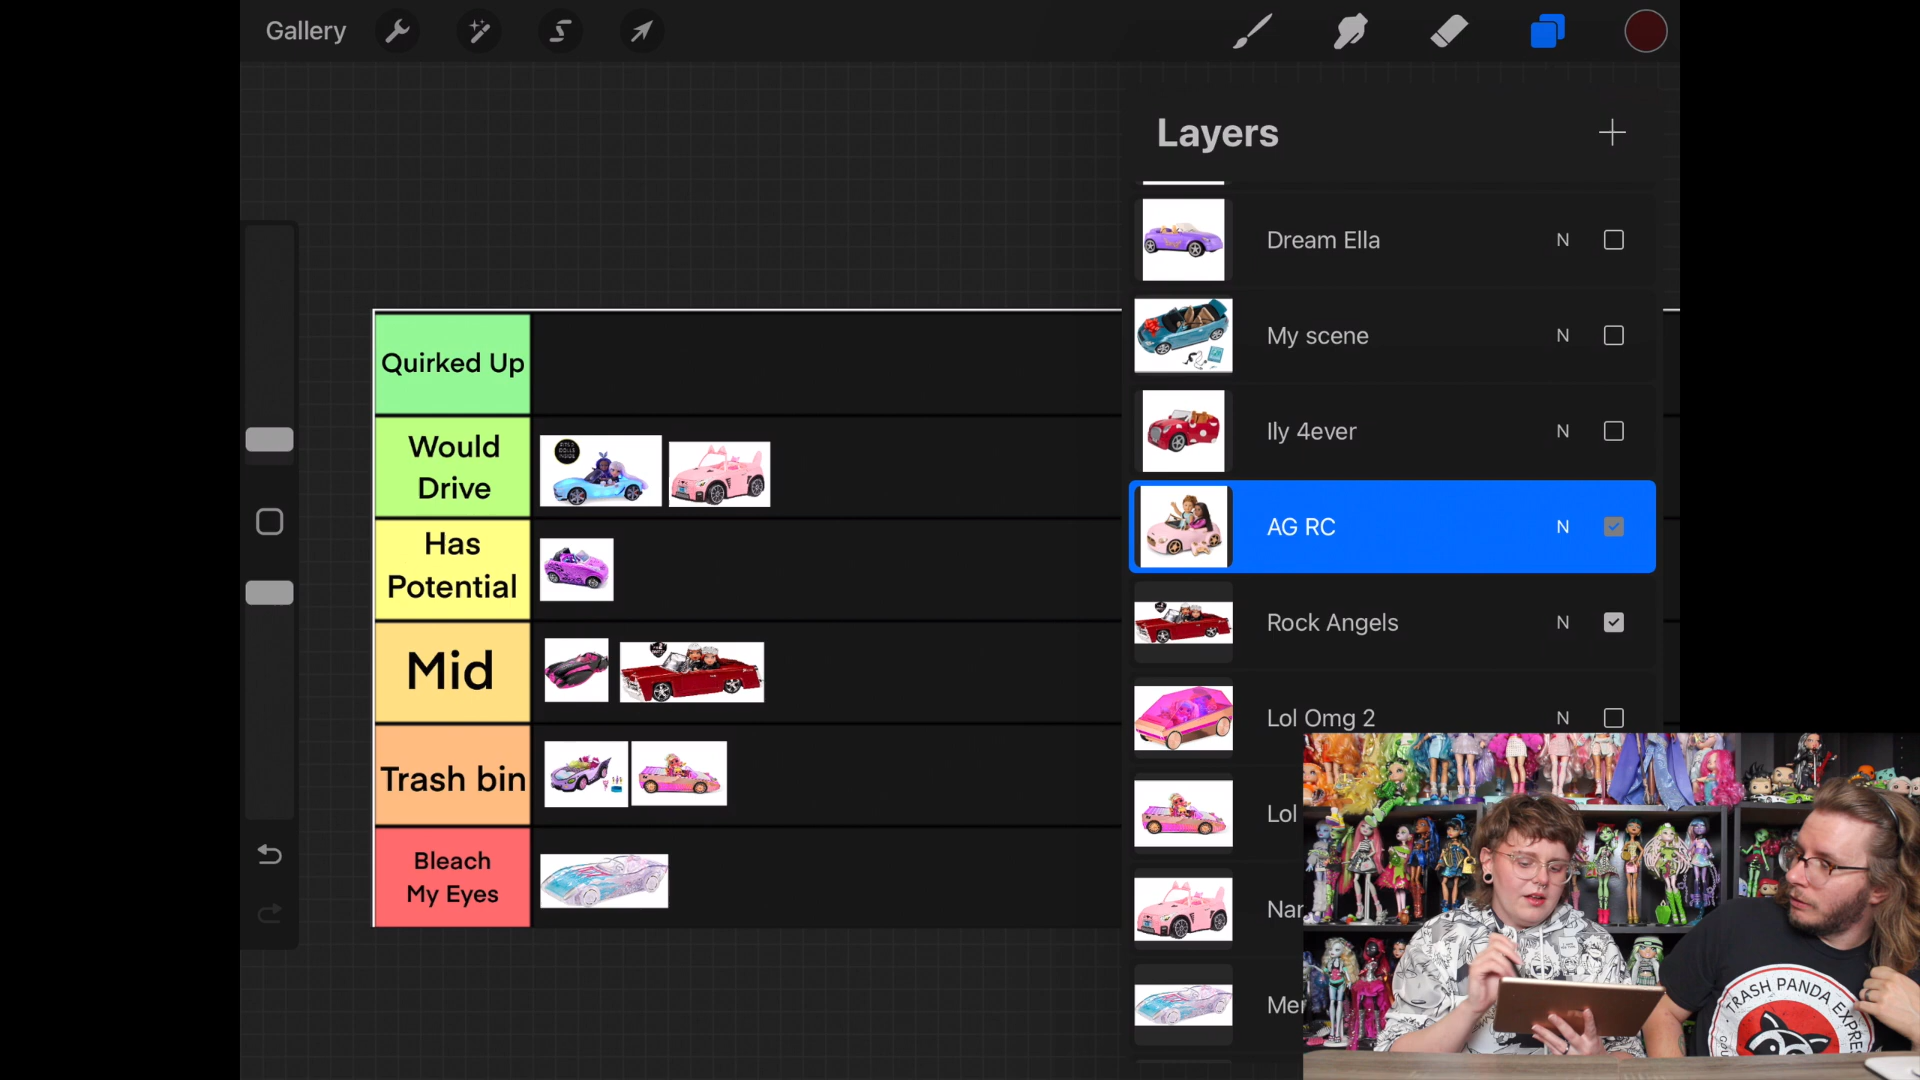 Gallery
Layers
Dream Ella N
My scene N
Ily 4ever N
AG RC N
Rock Angels N
Lol Omg 2 N
Lol
Nar
Mer
Quirked Up
Would
Drive
Has
Potential
Mid
Trash bin
Bleach
My Eyes
TRASH PANDA EXPRE